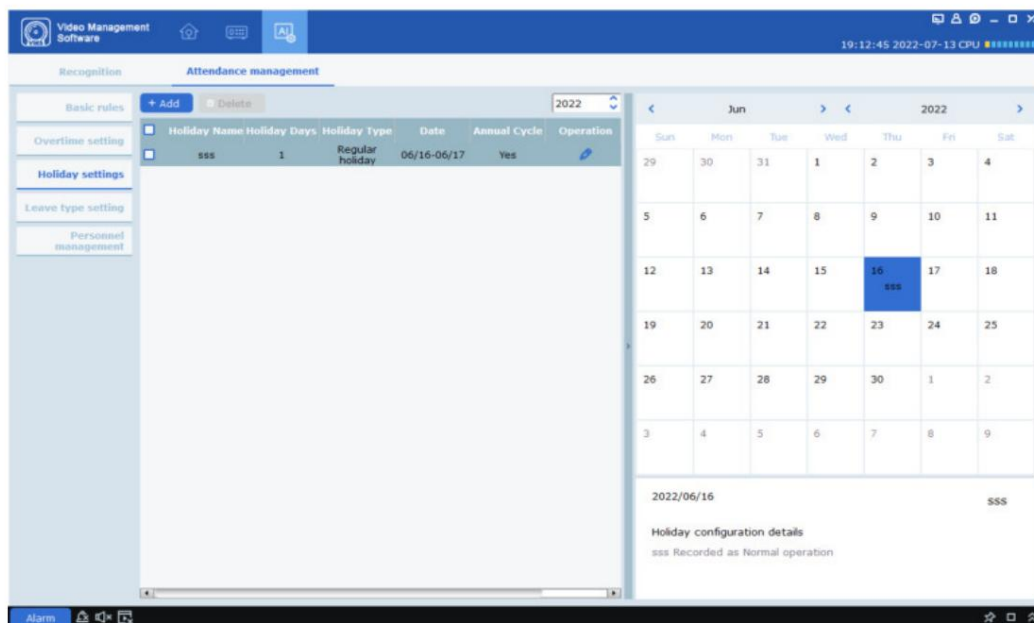 Video Management
Software
19:12:45 2022-07-13 CPU
Recognition
Attendance management
Basic rules
Overtime setting
Holiday settings
Leave type setting
Personnel
management
+ Add
Delete
2022
Holiday Name Holiday Days Holiday Type Date Annual Cycle Operation
sss 1 Regular holiday 06/16-06/17 Yes
Jun 2022
Sun Mon Tue Wed Thu Fri Sat
29 30 31 1 2 3 4
5 6 7 8 9 10 11
12 13 14 15 16 17 18
sss
19 20 21 22 23 24 25
26 27 28 29 30 1 2
3 4 5 6 7 8 9
2022/06/16 sss
Holiday configuration details
sss Recorded as Normal operation
Alarm